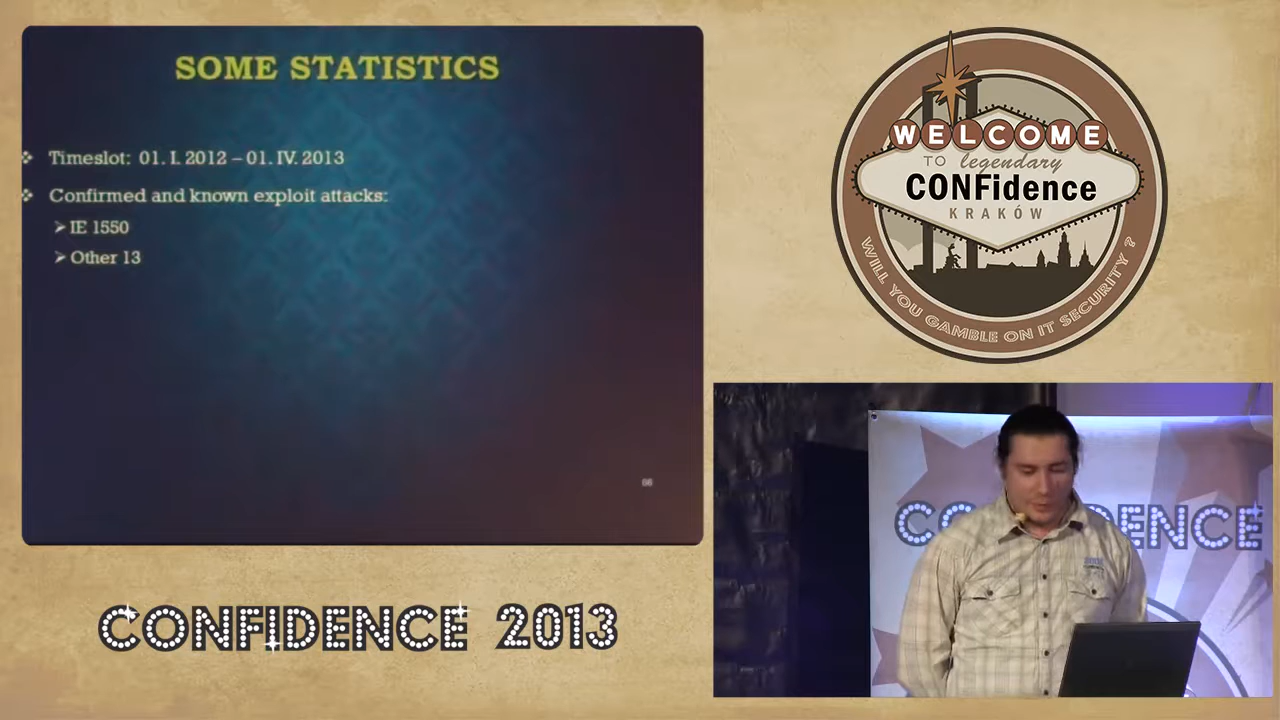 SOME STATISTICS
Timeslot: 01. I. 2012 – 01. IV. 2013
Confirmed and known exploit attacks:
IE 1550
Other 13
WELCOME
TO legendary
CONFidence
KRAKÓW
WILL YOU GAMBLE ON IT SECURITY ?
CONFIDENCE 2013